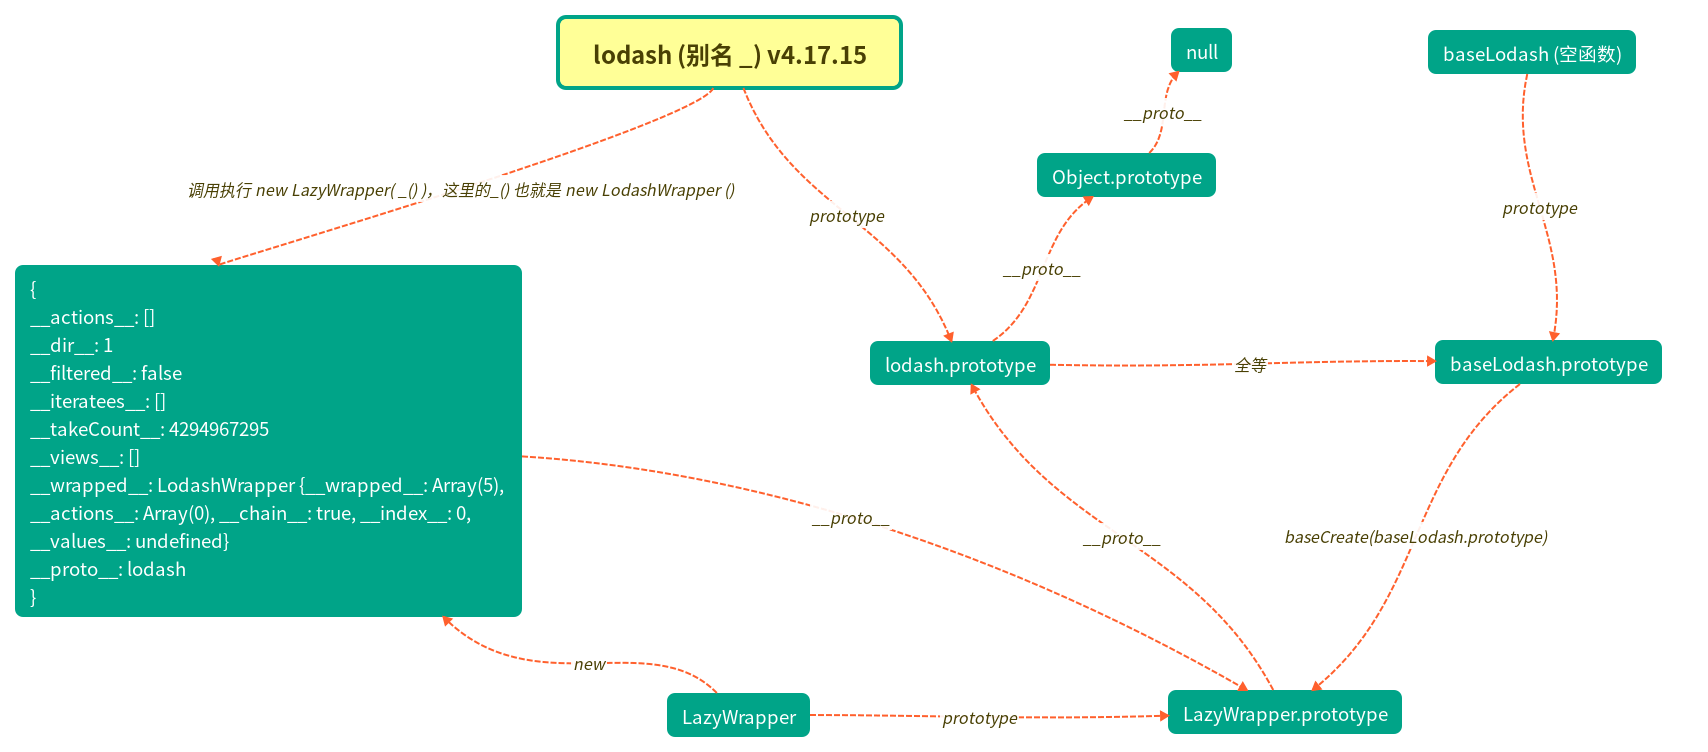 lodash (别名 _) v4.17.15
null
baseLodash (空函数)
__proto__
Object.prototype
调用执行 new LazyWrapper( _() )，这里的_() 也就是 new LodashWrapper ()
prototype
prototype
__proto__
{
__actions__: []
__dir__: 1
__filtered__: false
__iteratees__: []
__takeCount__: 4294967295
__views__: []
__wrapped__: LodashWrapper {__wrapped__: Array(5),
__actions__: Array(0), __chain__: true, __index__: 0,
__values__: undefined}
__proto__: lodash
}
lodash.prototype
全等
baseLodash.prototype
__proto__
__proto__
baseCreate(baseLodash.prototype)
new
LazyWrapper
prototype
LazyWrapper.prototype